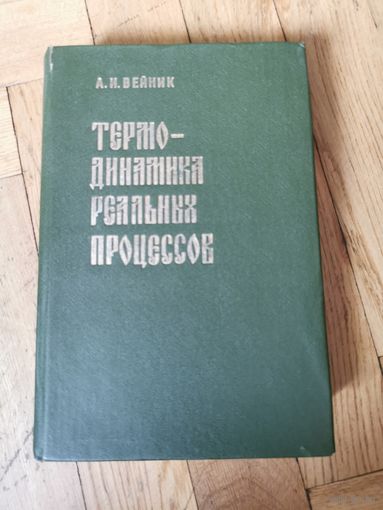 А.И.ВЕЙНИК
ТЕРМО-
ДИНАМИКА
РЕАЛЬНЫХ
ПРОЦЕССОВ